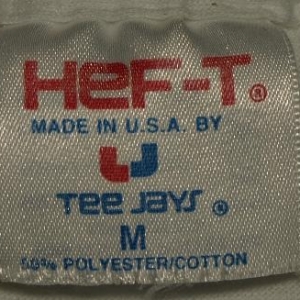 HeF-T®
MADE IN U.S.A. BY
Tee Jays ®
M
50% POLYESTER/COTTON